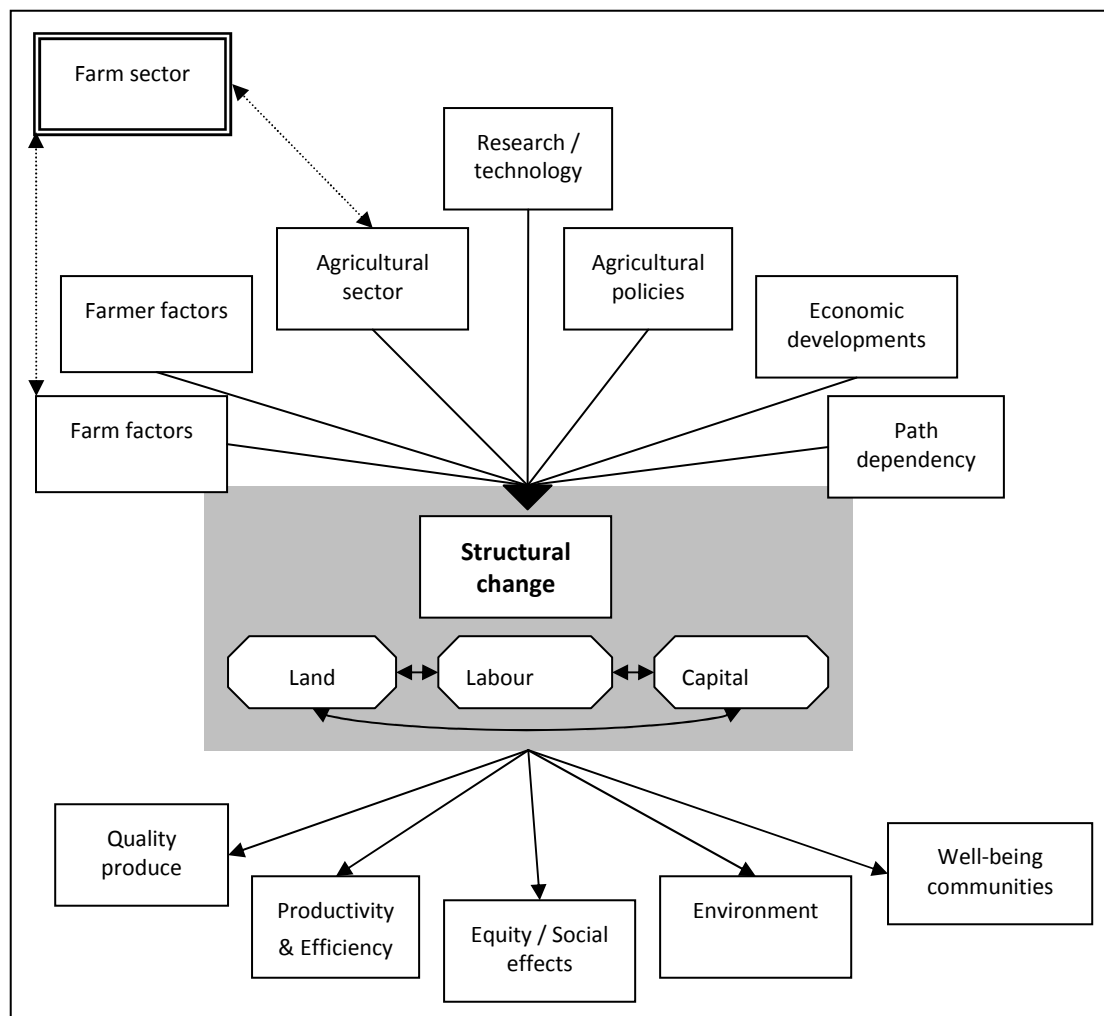 Farm sector
Research /
technology
Agricultural
sector
Agricultural
policies
Farmer factors
Economic
developments
Farm factors
Path
dependency
Structural
change
Land
Labour
Capital
Quality
produce
Well-being
communities
Productivity
& Efficiency
Equity / Social
effects
Environment